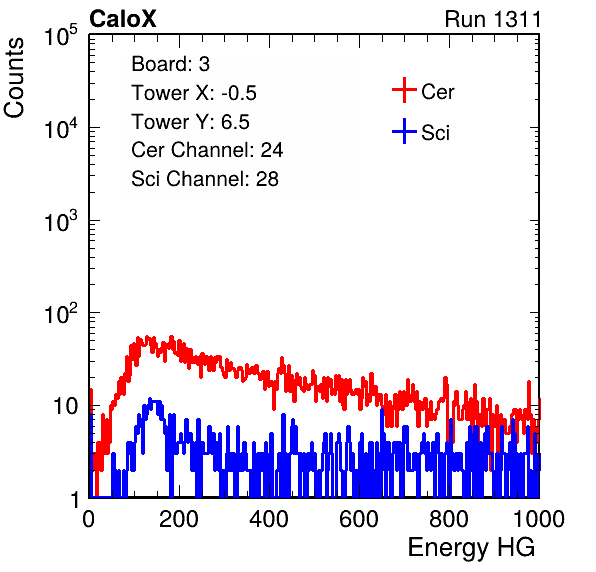 CaloX Run 1311
Board: 3
Tower X: -0.5
Tower Y: 6.5
Cer Channel: 24
Sci Channel: 28
Cer
Sci
Counts
10^5
10^4
10^3
10^2
10
1
0 200 400 600 800 1000
Energy HG